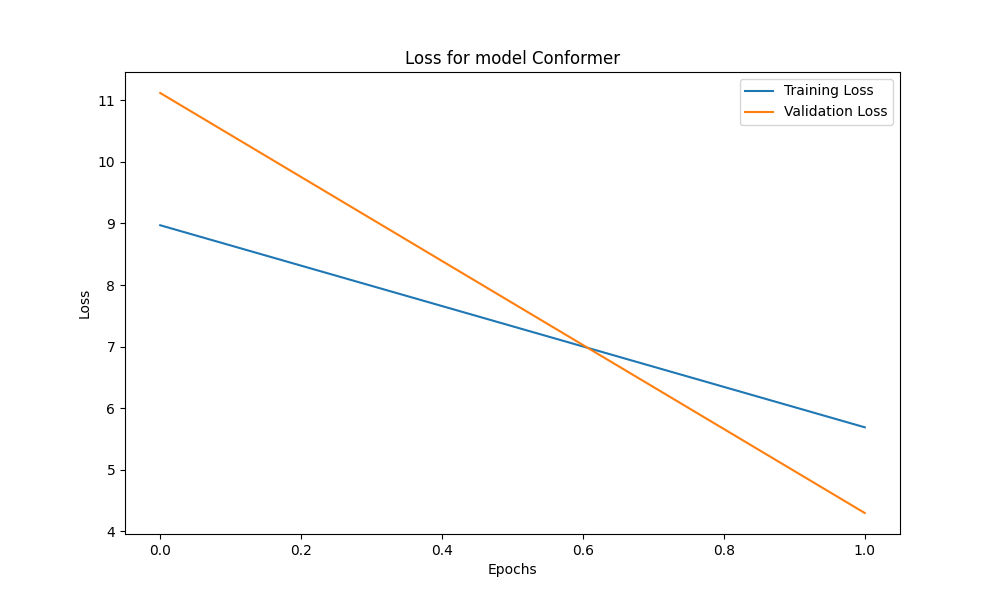 Loss for model Conformer
Training Loss
Validation Loss
11
10
9
8
7
6
5
4
Loss
0.0 0.2 0.4 0.6 0.8 1.0
Epochs